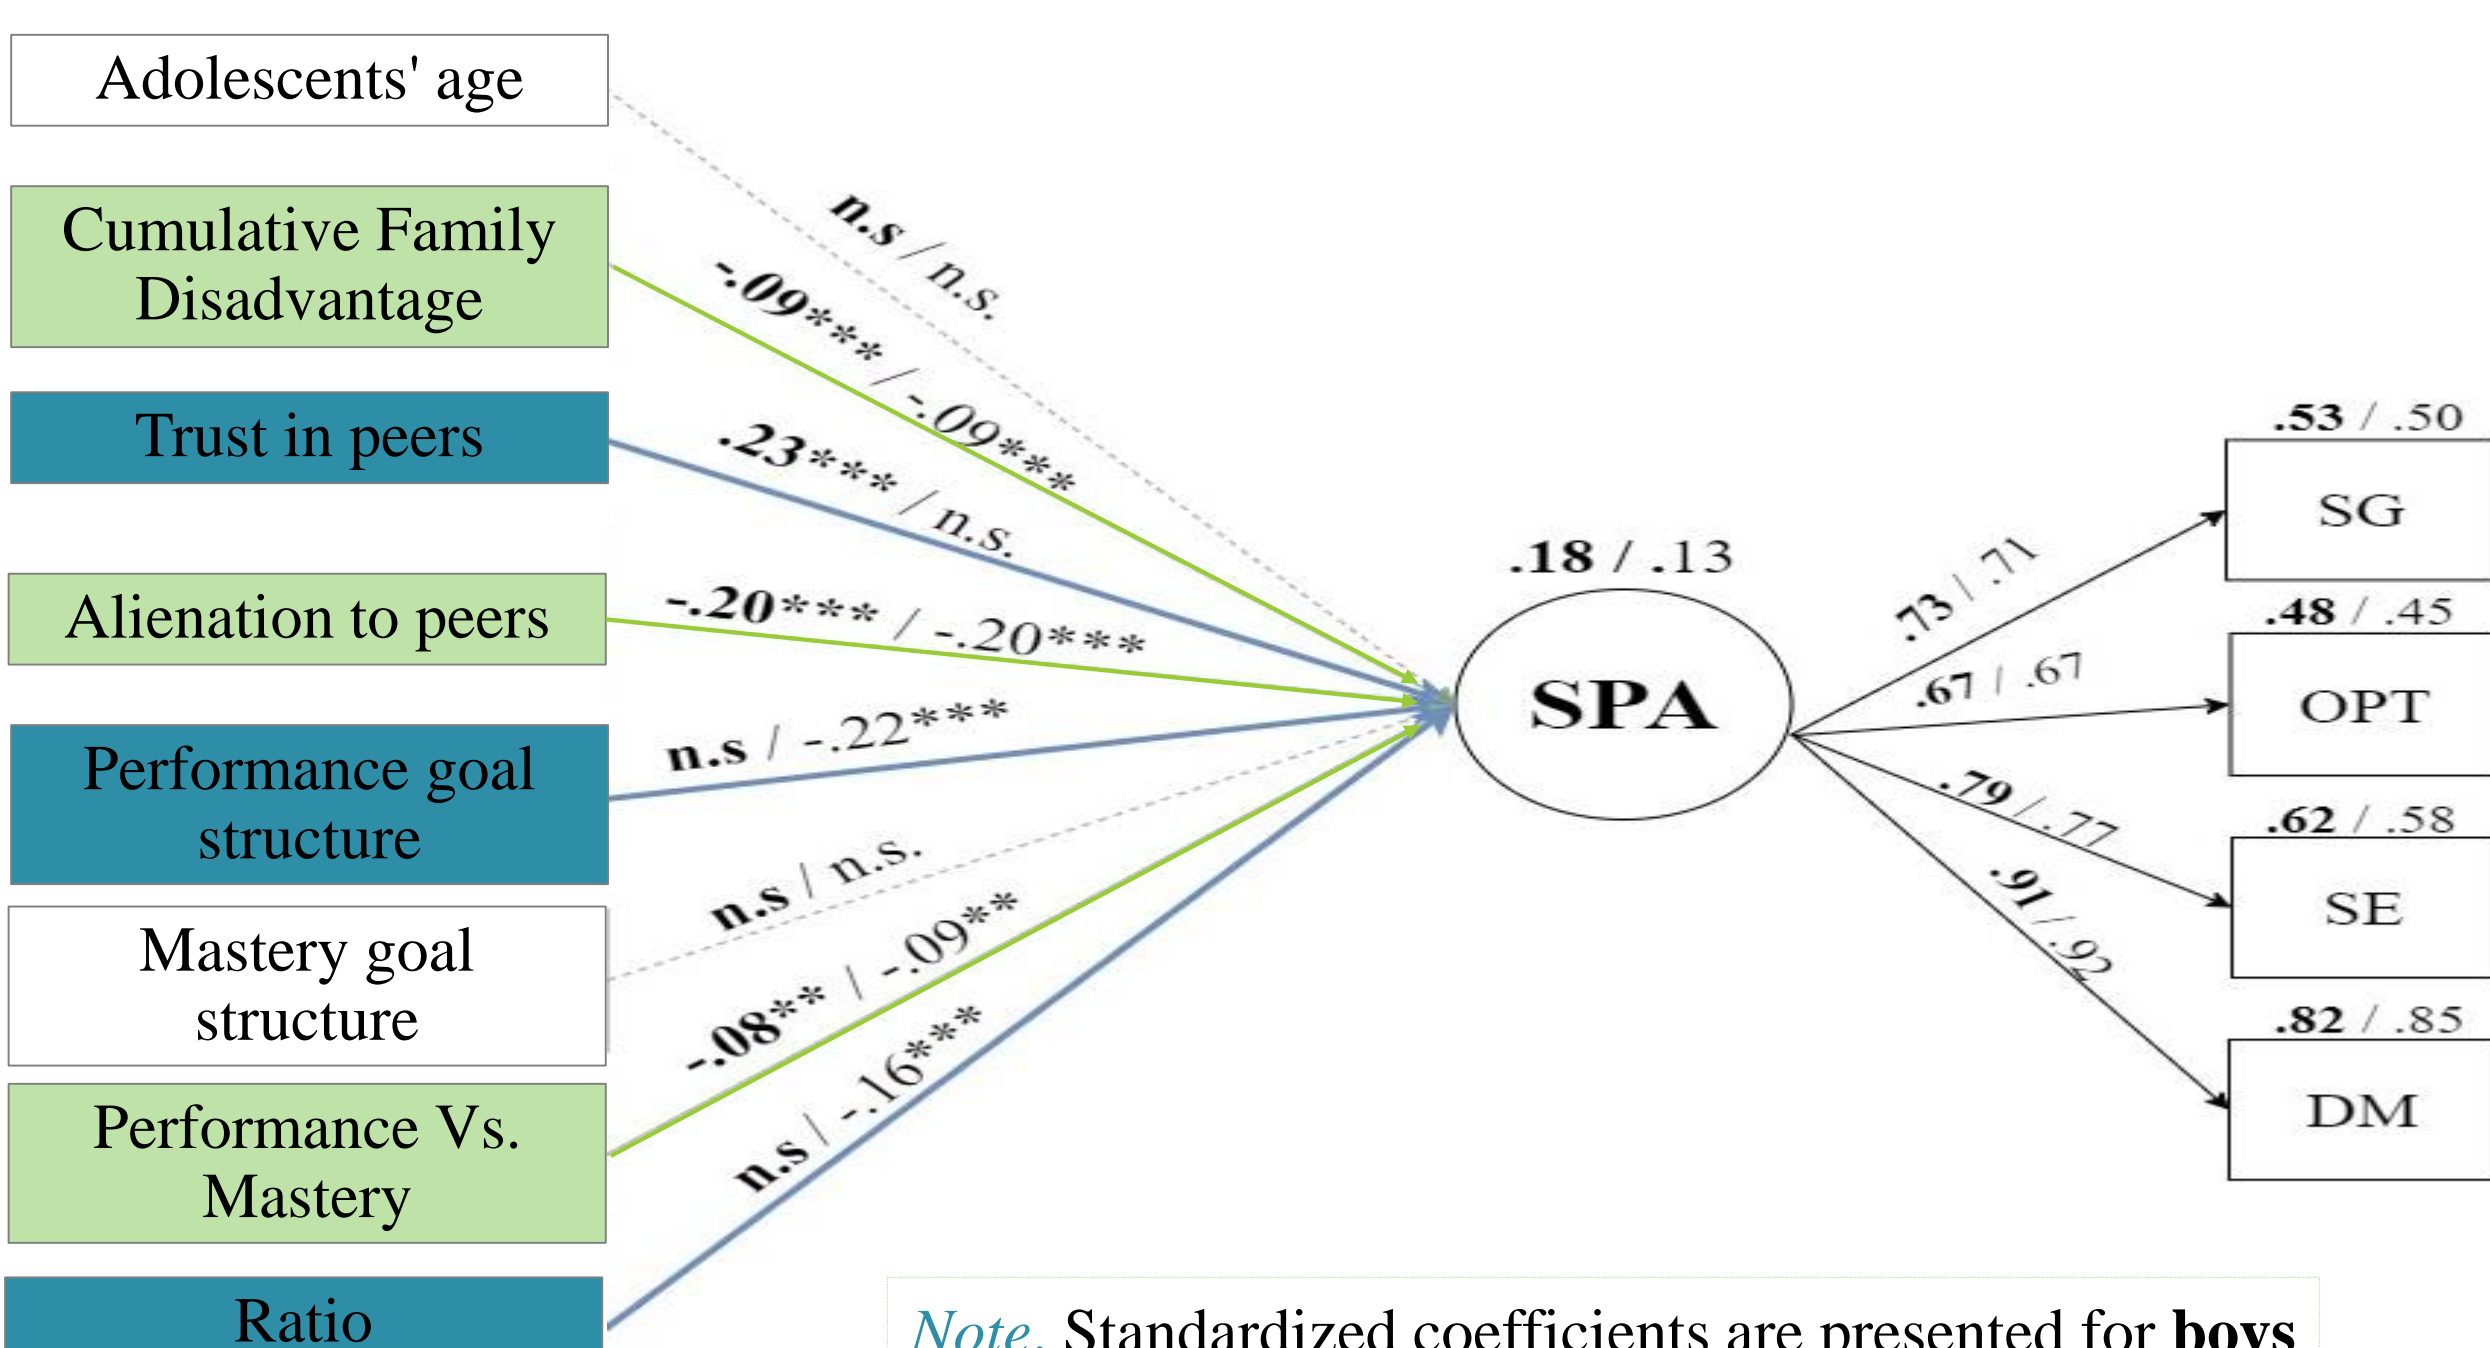 Adolescents' age
Cumulative Family
Disadvantage
Trust in peers
Alienation to peers
Performance goal
structure
Mastery goal
structure
Performance Vs.
Mastery
Ratio
n.s / n.s.
-.09*** / -.09***
.23*** / n.s.
-.20*** / -.20***
n.s / -.22***
n.s / n.s.
-.08** / -.09**
n.s / -.16***
.18 / .13
SPA
.73 / .71
.67 / .67
.79 / .77
.91 / .92
.53 / .50
SG
.48 / .45
OPT
.62 / .58
SE
.82 / .85
DM
Note. Standardized coefficients are presented for boys